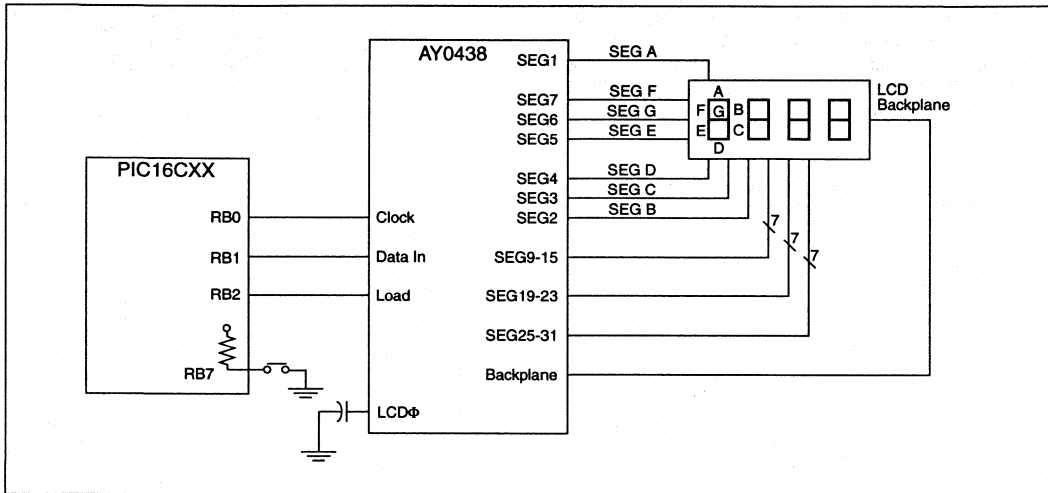 AY0438
SEG1
SEG A
SEG7
SEG F
SEG6
SEG G
SEG5
SEG E
SEG4
SEG D
SEG3
SEG C
SEG2
SEG B
SEG9-15
SEG19-23
SEG25-31
Backplane
A
F G B
E C
D
LCD
Backplane
7
7
7
PIC16CXX
RB0
RB1
RB2
RB7
Clock
Data In
Load
LCDΦ